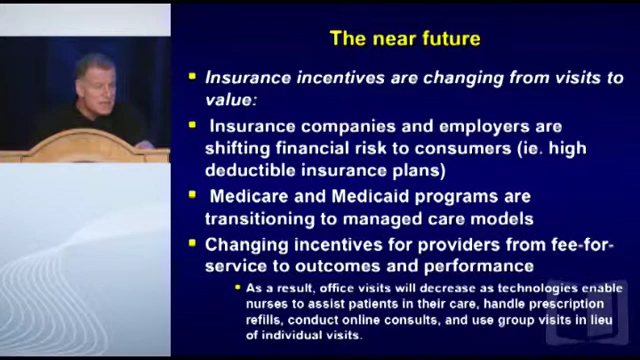 The near future
Insurance incentives are changing from visits to
value:
Insurance companies and employers are
shifting financial risk to consumers (ie. high
deductible insurance plans)
Medicare and Medicaid programs are
transitioning to managed care models
Changing incentives for providers from fee-for-
service to outcomes and performance
As a result, office visits will decrease as technologies enable
nurses to assist patients in their care, handle prescription
refills, conduct online consults, and use group visits in lieu
of individual visits.